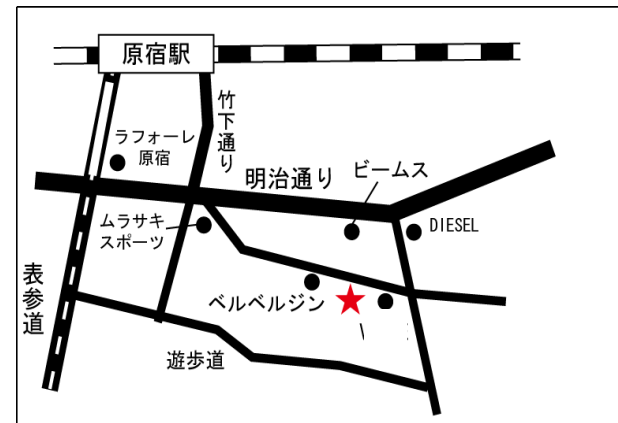 原宿駅
竹下通り
ラフォーレ
原宿
明治通り
ビームス
ムラサキ
スポーツ
DIESEL
表参道
ベルベルジン
遊歩道